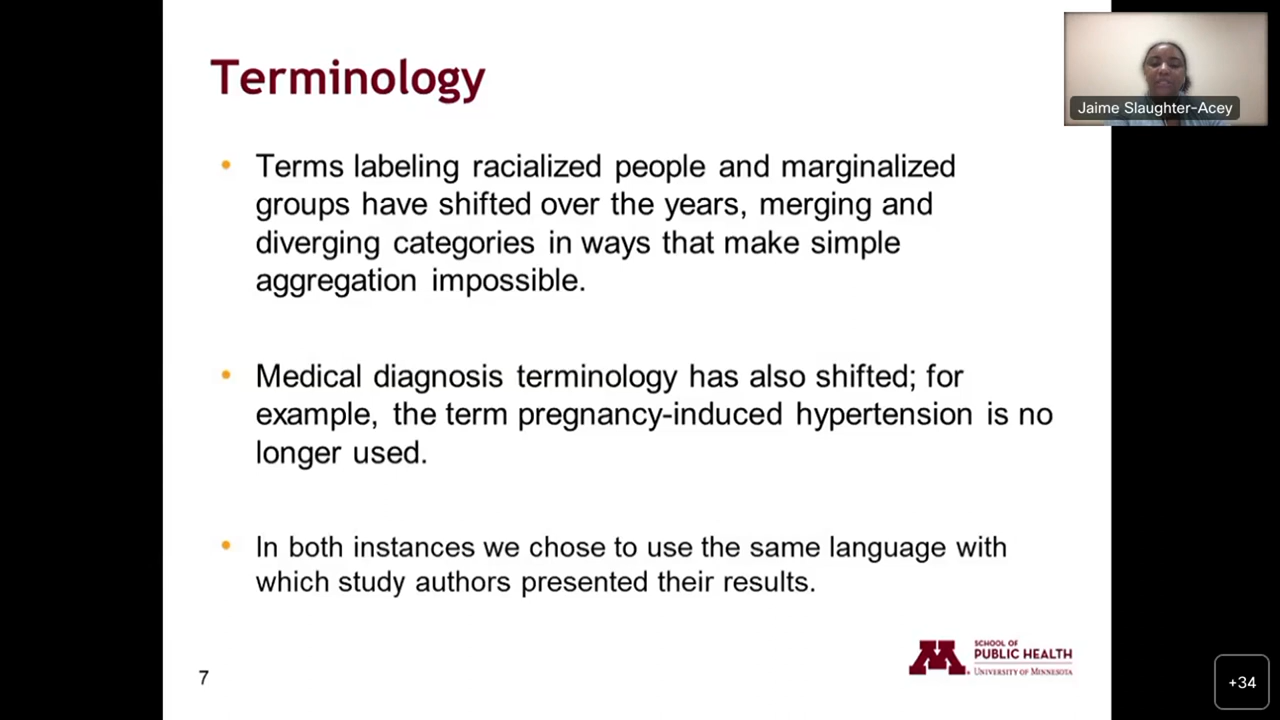 Terminology
Jaime Slaughter-Acey
• Terms labeling racialized people and marginalized
groups have shifted over the years, merging and
diverging categories in ways that make simple
aggregation impossible.
• Medical diagnosis terminology has also shifted; for
example, the term pregnancy-induced hypertension is no
longer used.
• In both instances we chose to use the same language with
which study authors presented their results.
7
M
SCHOOL OF
PUBLIC HEALTH
UNIVERSITY OF MINNESOTA
+34